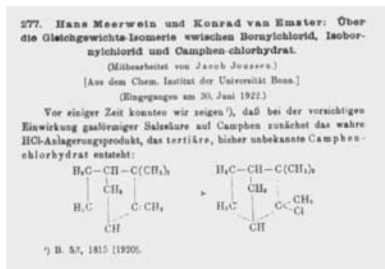 277. Hans Meerwein und Konrad van Emster: Über
die Gleichgewichts-Isomerie zwischen Bornylchlorid, Isobor-
nylchlorid und Camphen-chlorhydrat.
(Mitbearbeitet von Jacob Joussen.)
[Aus dem Chem. Institut der Universität Bonn.]
(Eingegangen am 30. Juni 1922.)
Vor einiger Zeit konnten wir zeigen¹), daß bei der vorsichtigen
Einwirkung gasförmiger Salzsäure auf Camphen zunächst das wahre
HCl-Anlagerungsprodukt, das tertiäre, bisher unbekannte Camphen-
chlorhydrat entsteht:
H₂C—CH—C(CH₃)₂ H₂C—CH—C(CH₃)₂
CH₂ CH₂
H₂C C:CH₂ H₂C C<CH₃ Cl
CH CH
¹) B. 53, 1815 [1920].